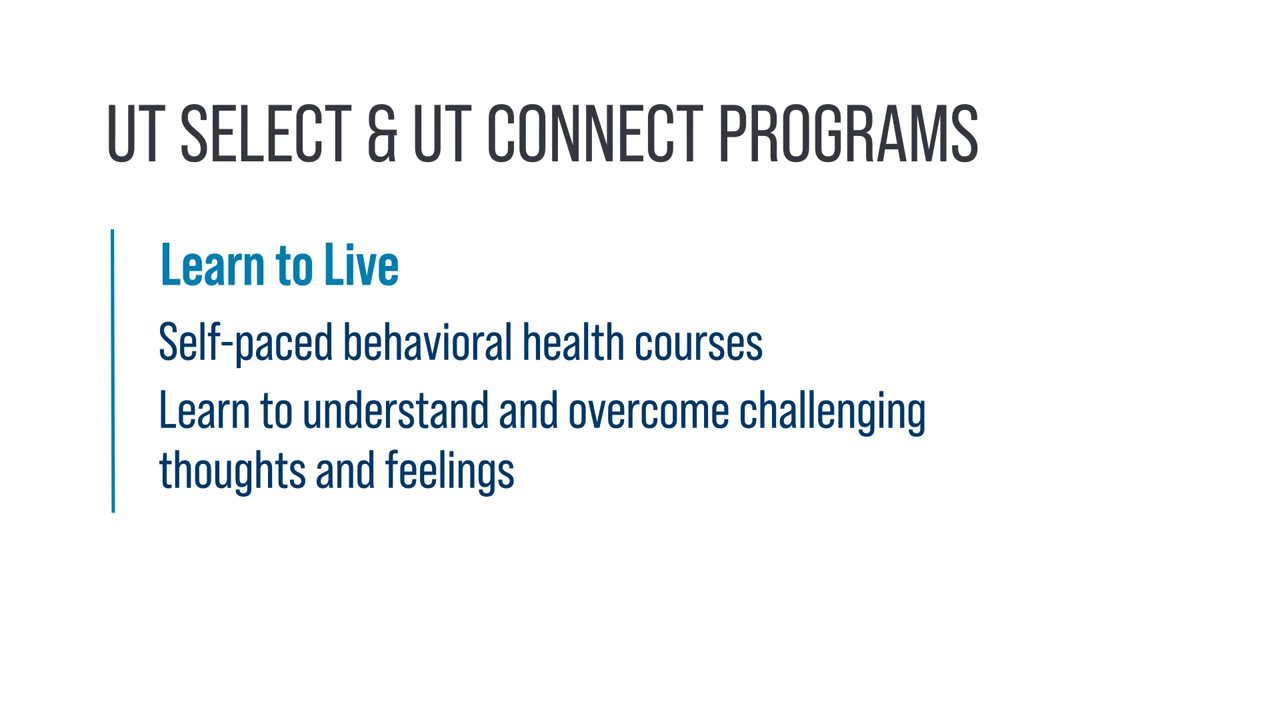 UT SELECT & UT CONNECT PROGRAMS
Learn to Live
Self-paced behavioral health courses
Learn to understand and overcome challenging
thoughts and feelings